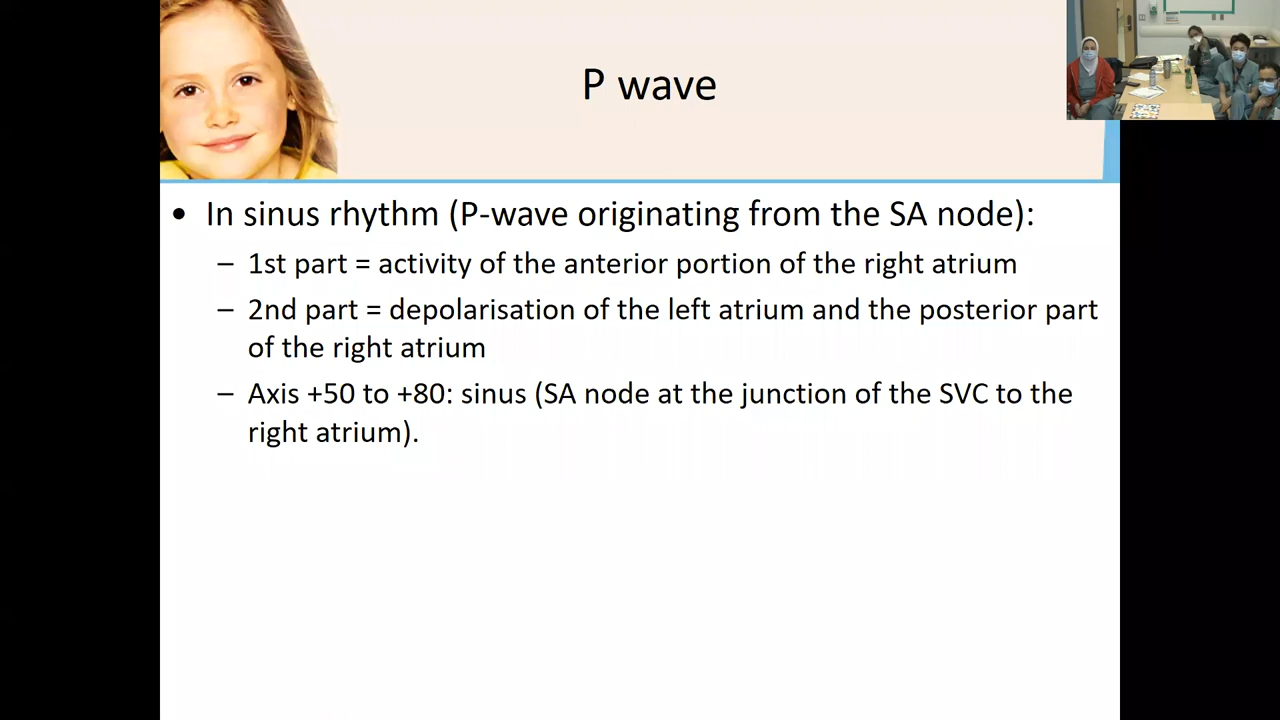 P wave
• In sinus rhythm (P-wave originating from the SA node):
– 1st part = activity of the anterior portion of the right atrium
– 2nd part = depolarisation of the left atrium and the posterior part
of the right atrium
– Axis +50 to +80: sinus (SA node at the junction of the SVC to the
right atrium).